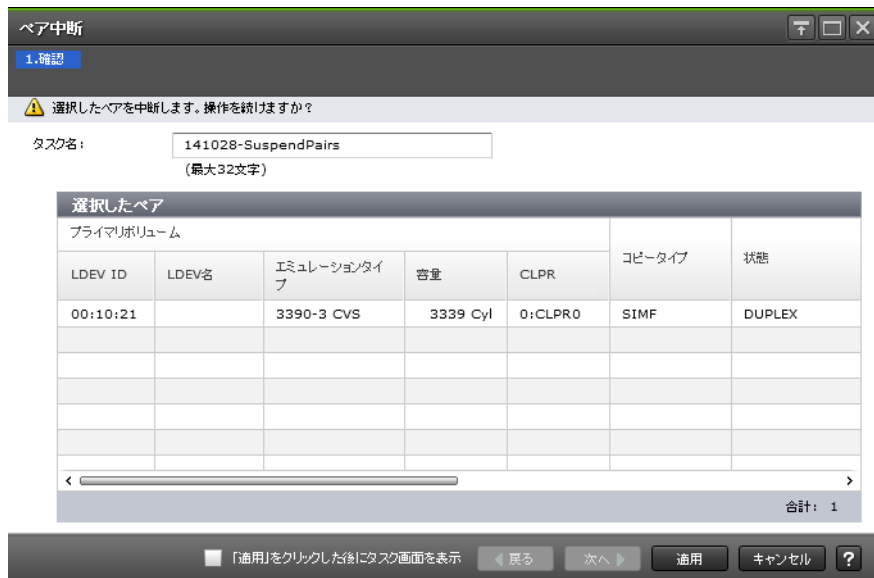 ペア中断
1.確認
選択したペアを中断します。操作を続けますか？
タスク名： 141028-SuspendPairs
(最大32文字)
選択したペア
プライマリボリューム コピータイプ 状態
LDEV ID LDEV名 エミュレーションタイ
プ 容量 CLPR
00:10:21 3390-3 CVS 3339 Cyl 0:CLPR0 SIMF DUPLEX
合計： 1
「適用」をクリックした後にタスク画面を表示 戻る 次へ 適用 キャンセル ?